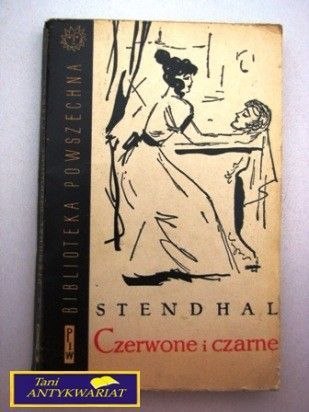 BIBLIOTEKA POWSZECHNA
PIW
STENDHAL
Czerwone i czarne
Tani
ANTYKWARIAT